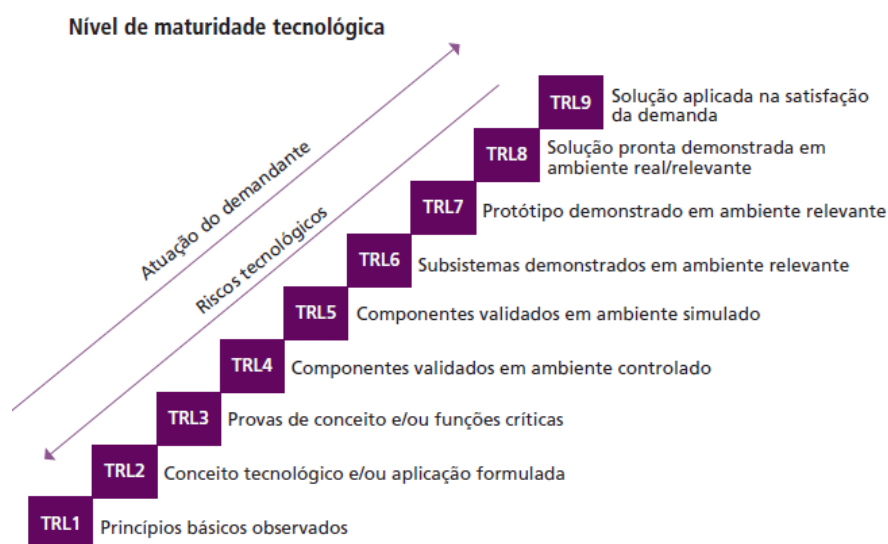 Nível de maturidade tecnológica
Atuação do demandante
Riscos tecnológicos
TRL9 Solução aplicada na satisfação
da demanda
TRL8 Solução pronta demonstrada em
ambiente real/relevante
TRL7 Protótipo demonstrado em ambiente relevante
TRL6 Subsistemas demonstrados em ambiente relevante
TRL5 Componentes validados em ambiente simulado
TRL4 Componentes validados em ambiente controlado
TRL3 Provas de conceito e/ou funções críticas
TRL2 Conceito tecnológico e/ou aplicação formulada
TRL1 Princípios básicos observados